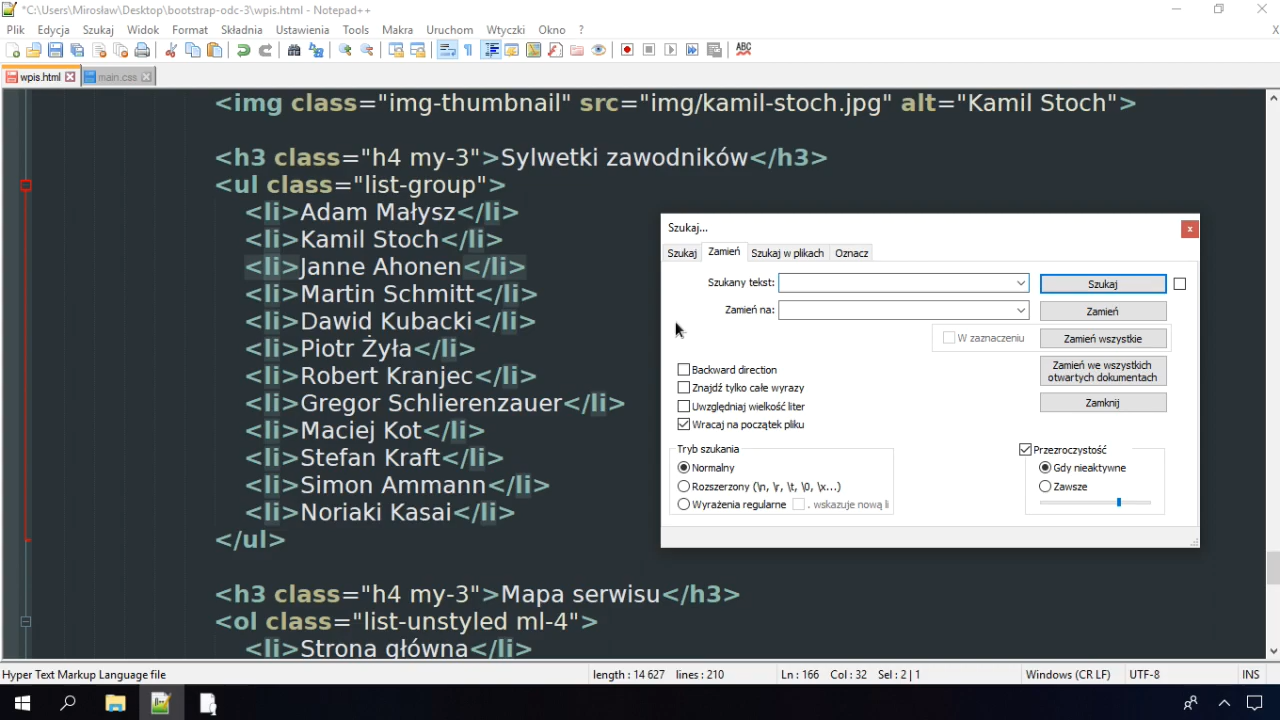 *C:\Users\Mirosław\Desktop\bootstrap-odc-3\wpis.html - Notepad++
Plik Edycja Szukaj Widok Format Składnia Ustawienia Tools Makra Uruchom Wtyczki Okno ? X
ABC
wpis.html main.css
<img class="img-thumbnail" src="img/kamil-stoch.jpg" alt="Kamil Stoch">
<h3 class="h4 my-3">Sylwetki zawodników</h3>
<ul class="list-group">
<li>Adam Małysz</li>
<li>Kamil Stoch</li>
<li>Janne Ahonen</li>
<li>Martin Schmitt</li>
<li>Dawid Kubacki</li>
<li>Piotr Żyła</li>
<li>Robert Kranjec</li>
<li>Gregor Schlierenzauer</li>
<li>Maciej Kot</li>
<li>Stefan Kraft</li>
<li>Simon Ammann</li>
<li>Noriaki Kasai</li>
</ul>
<h3 class="h4 my-3">Mapa serwisu</h3>
<ol class="list-unstyled ml-4">
<li>Strona główna</li>
Szukaj...
Szukaj Zamień Szukaj w plikach Oznacz
Szukany tekst: Szukaj
Zamień na: Zamień
W zaznaczeniu Zamień wszystkie
Zamień we wszystkich
otwartych dokumentach
Zamknij
Backward direction
Znajdź tylko całe wyrazy
Uwzględniaj wielkość liter
Wracaj na początek pliku
Tryb szukania
Normalny
Rozszerzony (\n, \r, \t, \0, \x...)
Wyrażenia regularne . wskazuje nową li
Przezroczystość
Gdy nieaktywne
Zawsze
Hyper Text Markup Language file length : 14 627 lines : 210 Ln : 166 Col : 32 Sel : 2 | 1 Windows (CR LF) UTF-8 INS